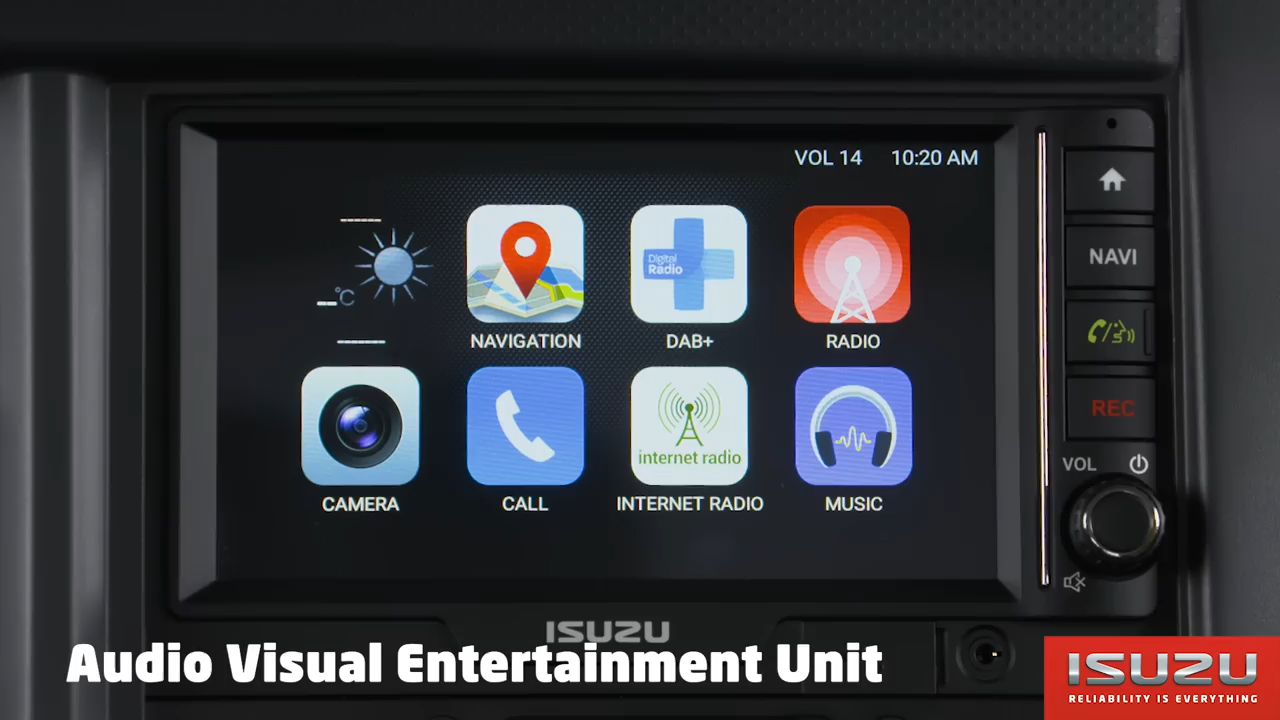 VOL 14 10:20 AM
°C
Digital
Radio
NAVIGATION DAB+ RADIO
internet radio
CAMERA CALL INTERNET RADIO MUSIC
NAVI
REC
VOL
ISUZU
Audio Visual Entertainment Unit
ISUZU
RELIABILITY IS EVERYTHING